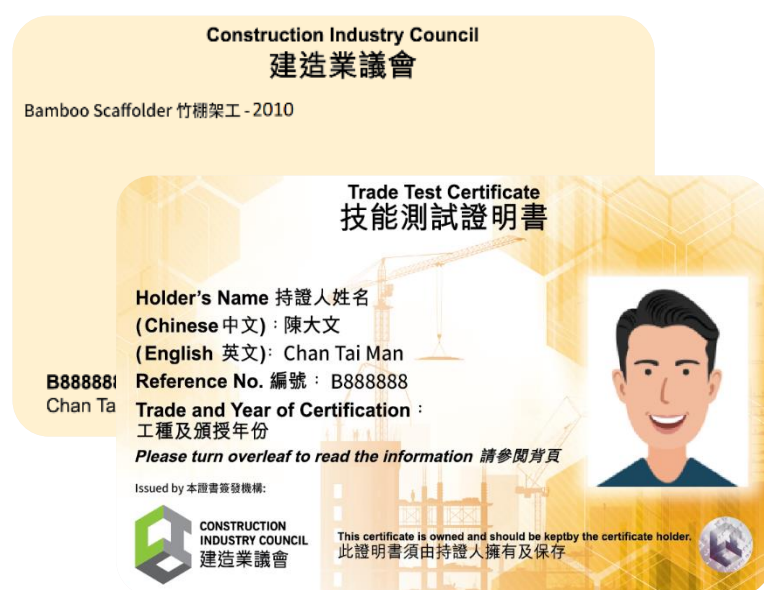 Construction Industry Council
建造業議會
Bamboo Scaffolder 竹棚架工 - 2010
Trade Test Certificate
技能測試證明書
Holder's Name 持證人姓名
(Chinese 中文)：陳大文
(English 英文)： Chan Tai Man
B888888
Reference No. 編號： B888888
Chan Ta
Trade and Year of Certification：
工種及頒授年份
Please turn overleaf to read the information 請參閱背頁
Issued by 本證書簽發機構:
CONSTRUCTION
INDUSTRY COUNCIL
建造業議會
This certificate is owned and should be keptby the certificate holder.
此證明書須由持證人擁有及保存